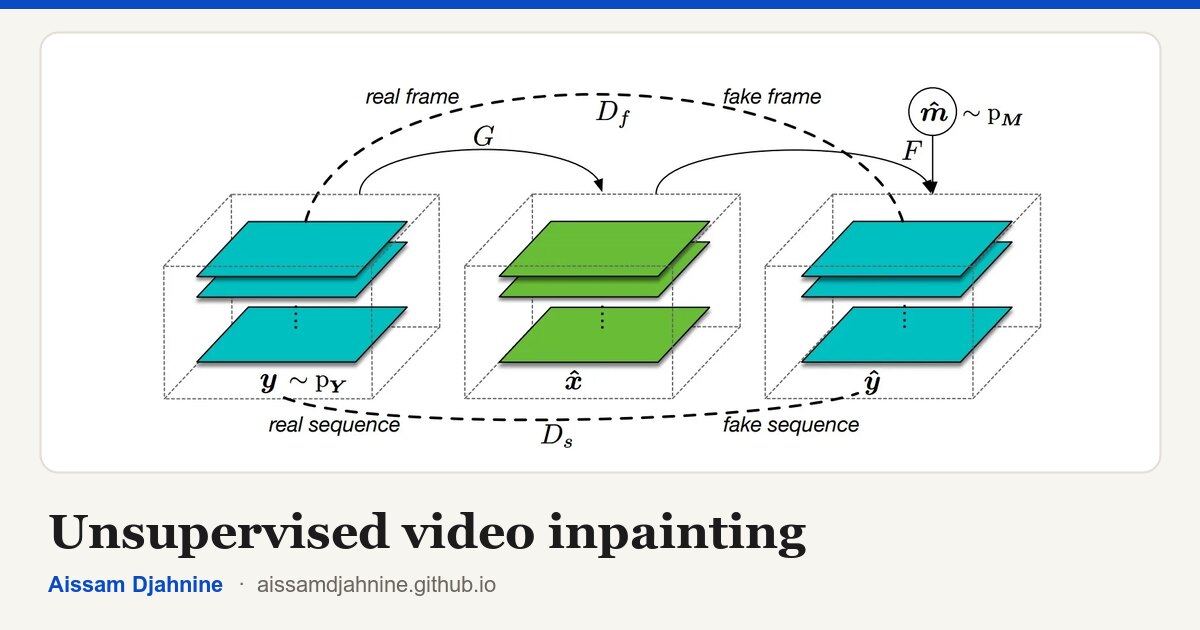 real frame
fake frame
D_f
m̂ ~ p_M
G
F
y ~ p_Y
x̂
ŷ
real sequence
fake sequence
D_s
Unsupervised video inpainting
Aissam Djahnine · aissamdjahnine.github.io